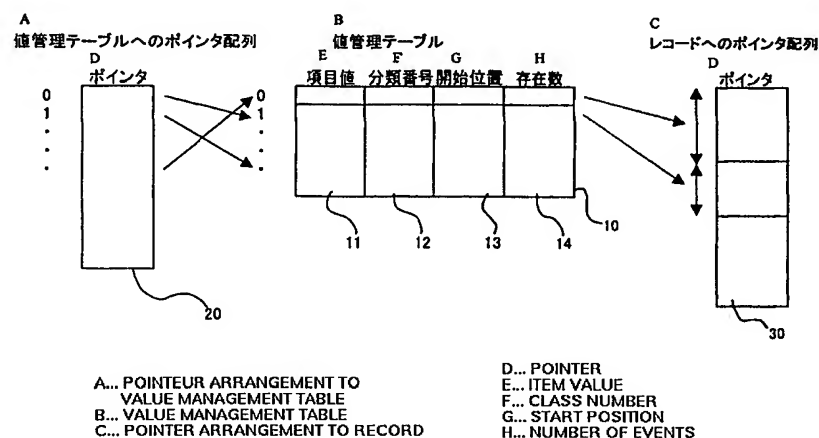 A
値管理テーブルへのポインタ配列
D
ポインタ
0
1
.
.
.
20
B
値管理テーブル
E F G H
項目値 分類番号 開始位置 存在数
0
1
.
.
.
11 12 13 14
10
C
レコードへのポインタ配列
D
ポインタ
30
A... POINTEUR ARRANGEMENT TO
VALUE MANAGEMENT TABLE
B... VALUE MANAGEMENT TABLE
C... POINTER ARRANGEMENT TO RECORD
D... POINTER
E... ITEM VALUE
F... CLASS NUMBER
G... START POSITION
H... NUMBER OF EVENTS